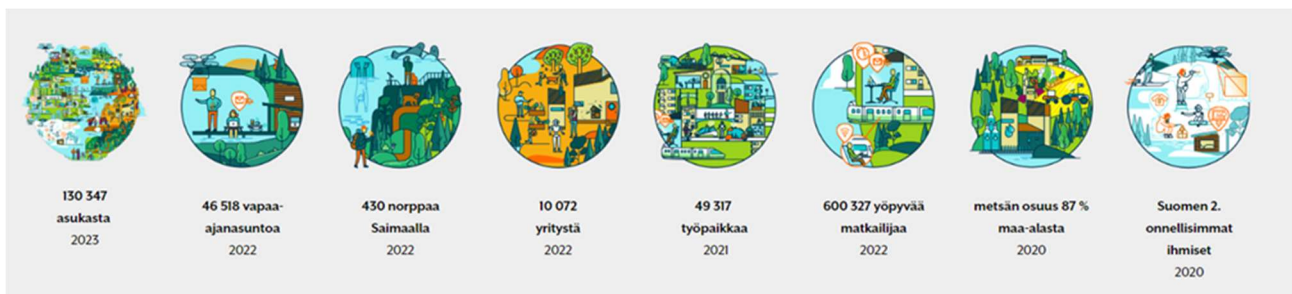 130 347
asukasta
2023
46 518 vapaa-
ajanasuntoa
2022
430 norppaa
Saimaalla
2022
10 072
yritystä
2022
49 317
työpaikkaa
2021
600 327 yöpyvää
matkailijaa
2022
metsän osuus 87 %
maa-alasta
2020
Suomen 2.
onnellisimmat
ihmiset
2020